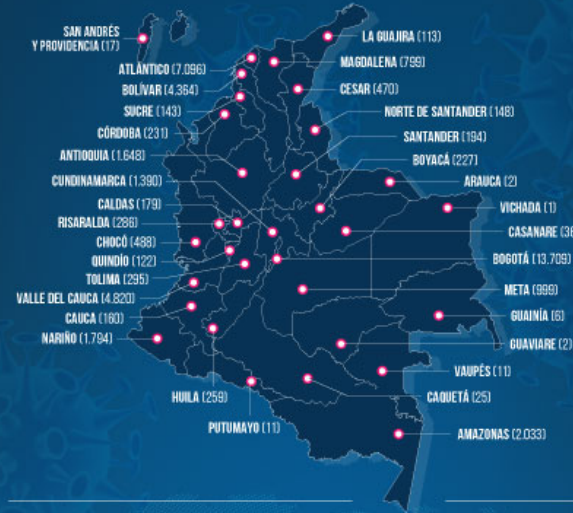 SAN ANDRÉS
Y PROVIDENCIA (17)
ATLÁNTICO (7.096)
BOLÍVAR (4.364)
SUCRE (143)
CÓRDOBA (231)
ANTIOQUIA (1.648)
CUNDINAMARCA (1.390)
CALDAS (179)
RISARALDA (286)
CHOCÓ (488)
QUINDÍO (122)
TOLIMA (295)
VALLE DEL CAUCA (4.820)
CAUCA (160)
NARIÑO (1.794)
HUILA (259)
PUTUMAYO (11)
LA GUAJIRA (113)
MAGDALENA (799)
CESAR (470)
NORTE DE SANTANDER (148)
SANTANDER (194)
BOYACÁ (227)
ARAUCA (2)
VICHADA (1)
CASANARE
BOGOTÁ (13.709)
META (999)
GUAINÍA (6)
GUAVIARE (2)
VAUPÉS (11)
CAQUETÁ (25)
AMAZONAS (2.033)